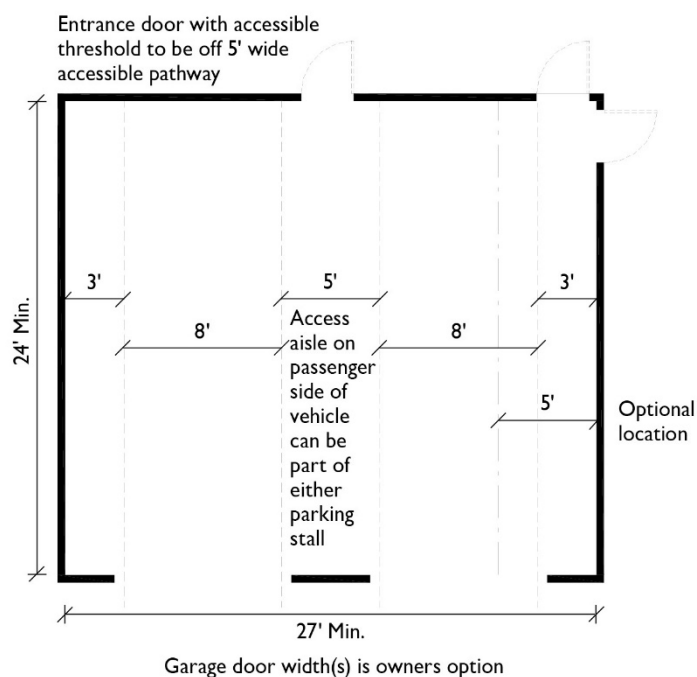 Entrance door with accessible
threshold to be off 5' wide
accessible pathway
3'
5'
3'
8'
8'
Access
aisle on
passenger
side of
vehicle
can be
part of
either
parking
stall
24' Min.
5'
Optional
location
27' Min.
Garage door width(s) is owners option